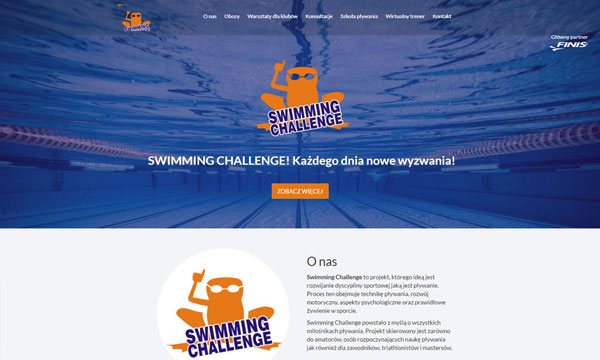 SWIMMING CHALLENGE
O nas Obozy Warsztaty dla klubów Konsultacje Szkoła pływania Wirtualny trener Kontakt
Główny partner
FINIS
SWIMMING
CHALLENGE
SWIMMING CHALLENGE! Każdego dnia nowe wyzwania!
ZOBACZ WIĘCEJ
SWIMMING
CHALLENGE
O nas
Swimming Challenge to projekt, którego ideą jest
rozwijanie dyscypliny sportowej jaką jest pływanie.
Proces ten obejmuje technikę pływania, rozwój
motoryczny, aspekty psychologiczne oraz prawidłowe
żywienie w sporcie.
Swimming Challenge powstało z myślą o wszystkich
miłośnikach pływania. Projekt skierowany jest zarówno
do amatorów, osób rozpoczynających naukę pływania
jak również dla zawodników, triathlonistów i mastersów.